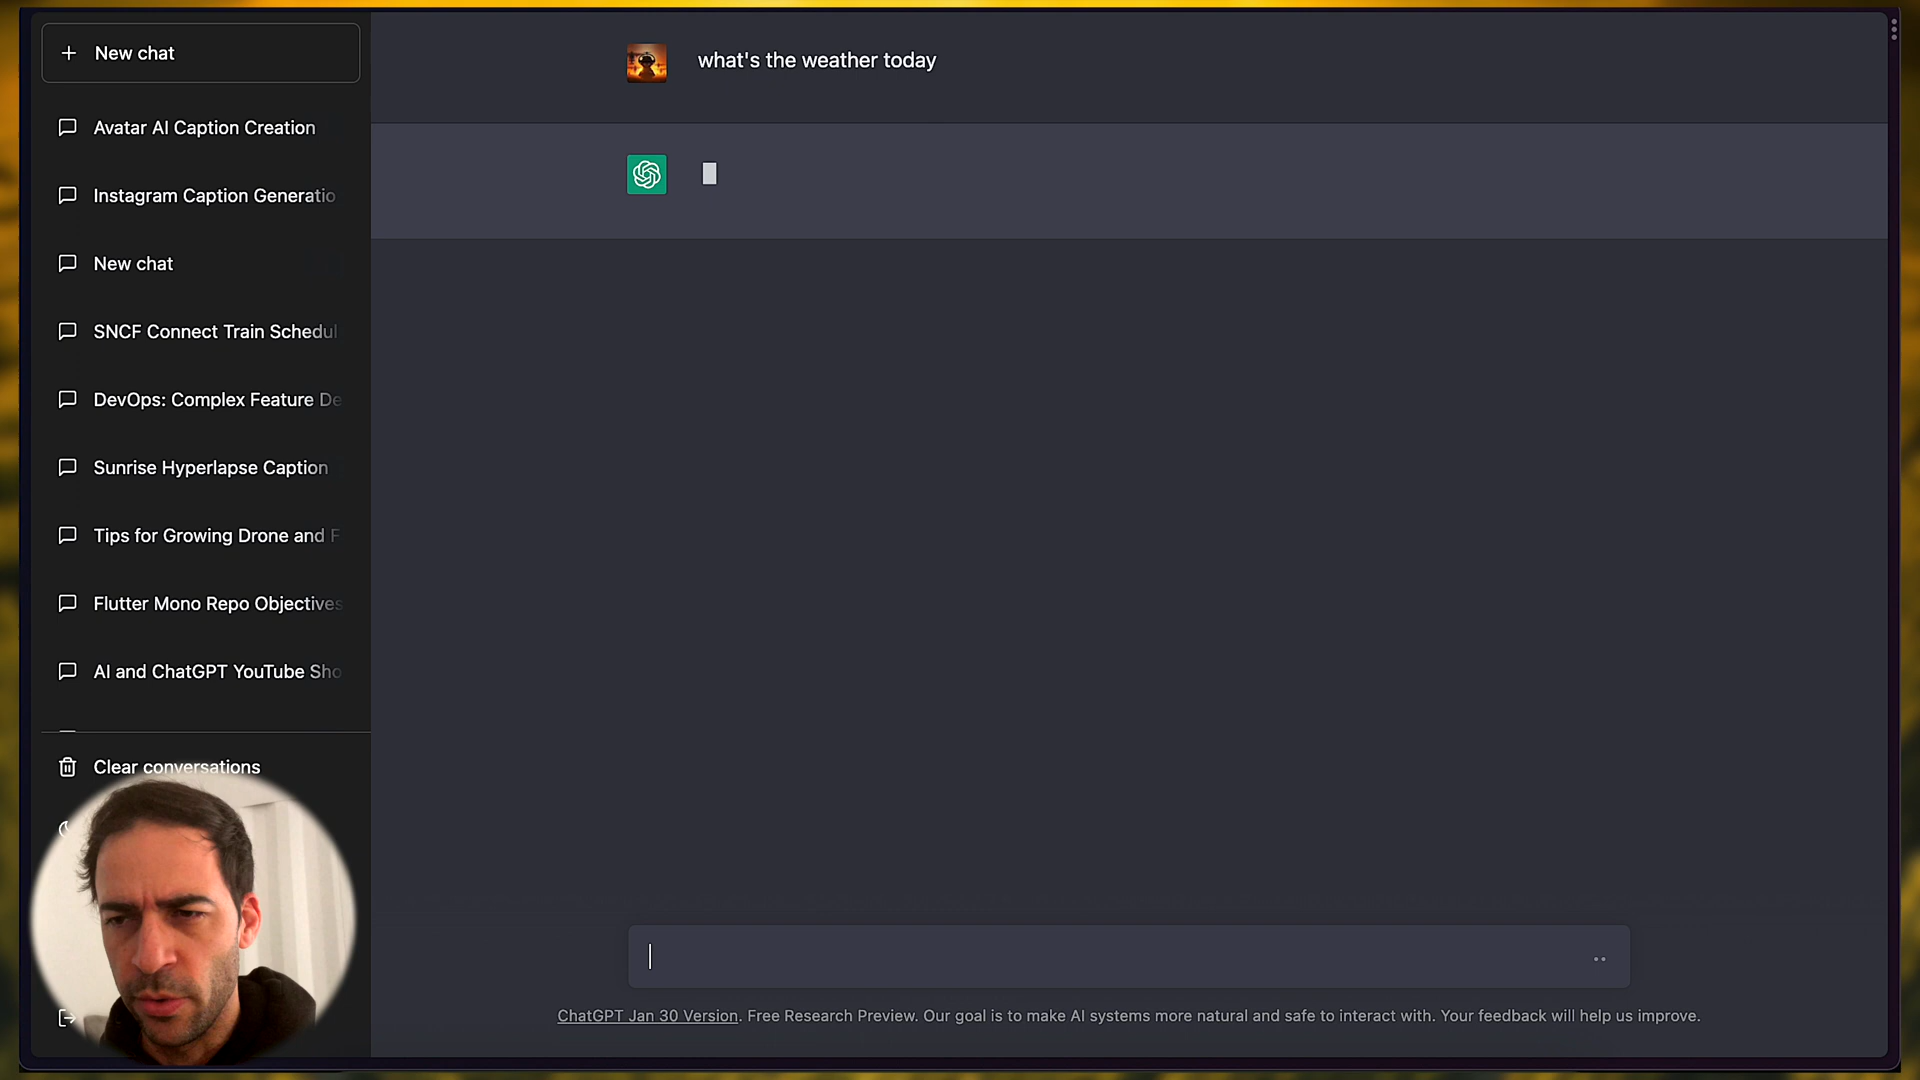 New chat
Avatar AI Caption Creation
Instagram Caption Generatio
New chat
SNCF Connect Train Schedul
DevOps: Complex Feature De
Sunrise Hyperlapse Caption
Tips for Growing Drone and F
Flutter Mono Repo Objectives
AI and ChatGPT YouTube Sho
Clear conversations
what's the weather today
ChatGPT Jan 30 Version. Free Research Preview. Our goal is to make AI systems more natural and safe to interact with. Your feedback will help us improve.